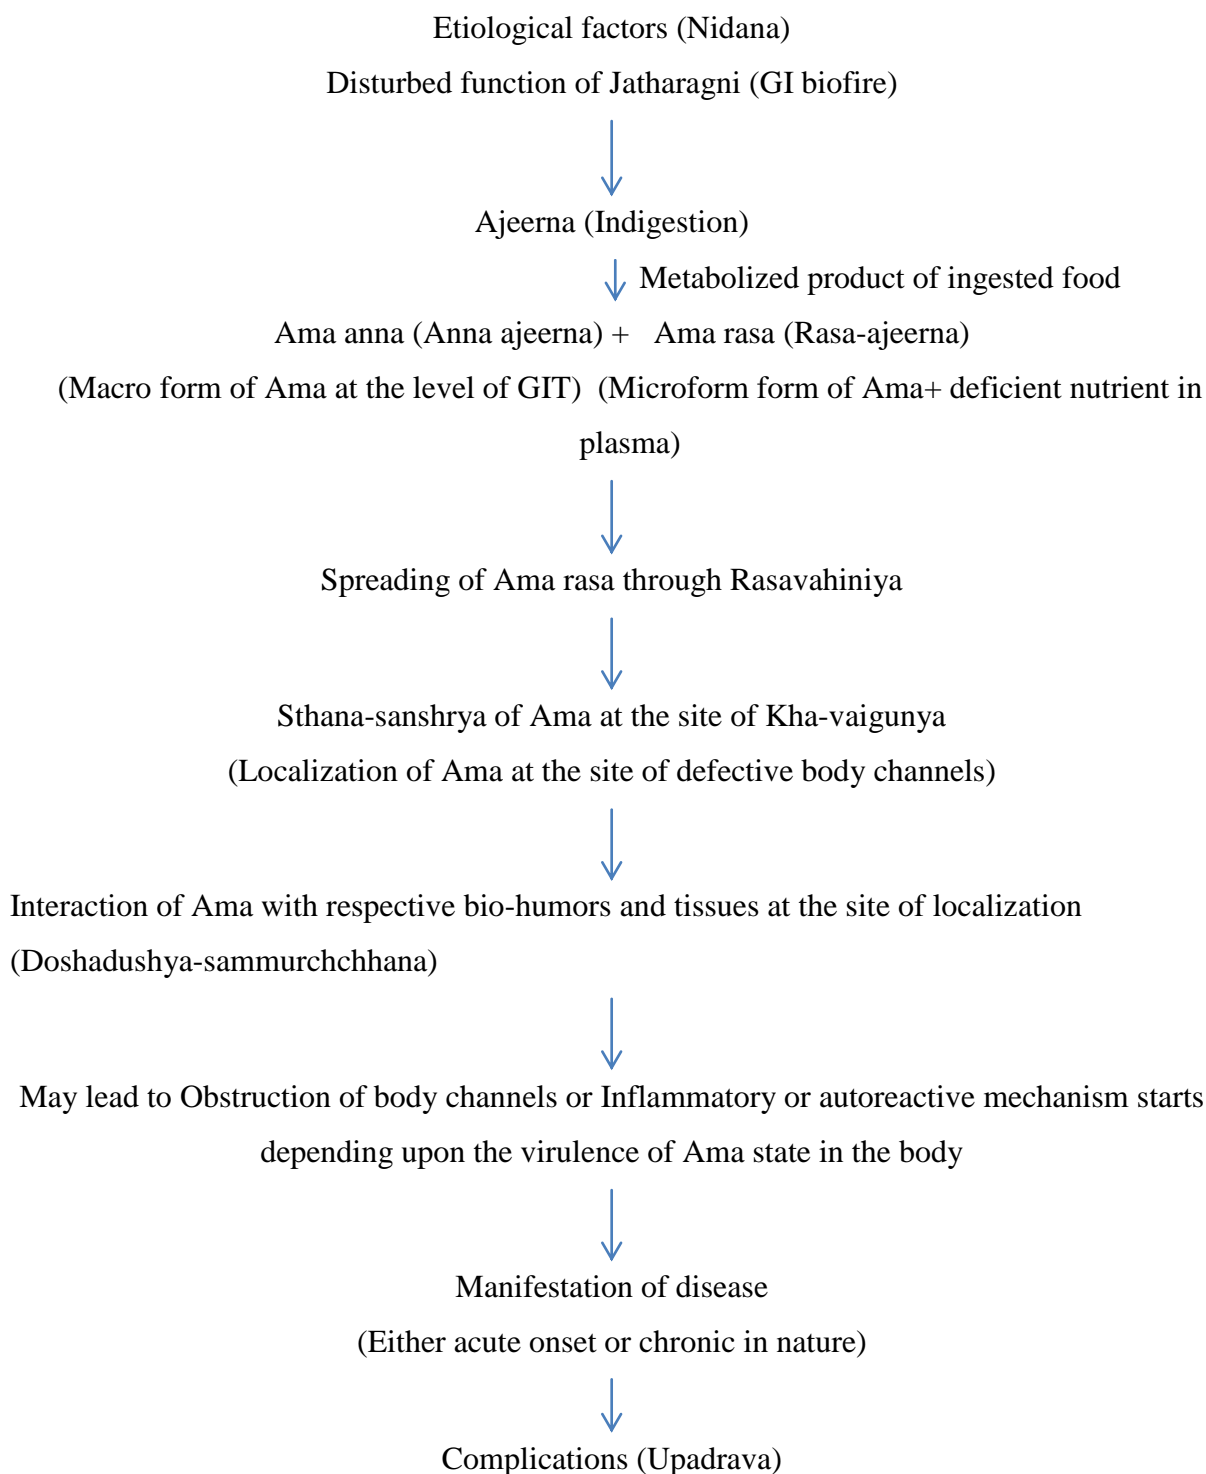 Etiological factors (Nidana)
Disturbed function of Jatharagni (GI biofire)
Ajeerna (Indigestion)
Metabolized product of ingested food
Ama anna (Anna ajeerna) + Ama rasa (Rasa-ajeerna)
(Macro form of Ama at the level of GIT) (Microform form of Ama+ deficient nutrient in
plasma)
Spreading of Ama rasa through Rasavahiniya
Sthana-sanshrya of Ama at the site of Kha-vaigunya
(Localization of Ama at the site of defective body channels)
Interaction of Ama with respective bio-humors and tissues at the site of localization
(Doshadushya-sammurchchhana)
May lead to Obstruction of body channels or Inflammatory or autoreactive mechanism starts
depending upon the virulence of Ama state in the body
Manifestation of disease
(Either acute onset or chronic in nature)
Complications (Upadrava)